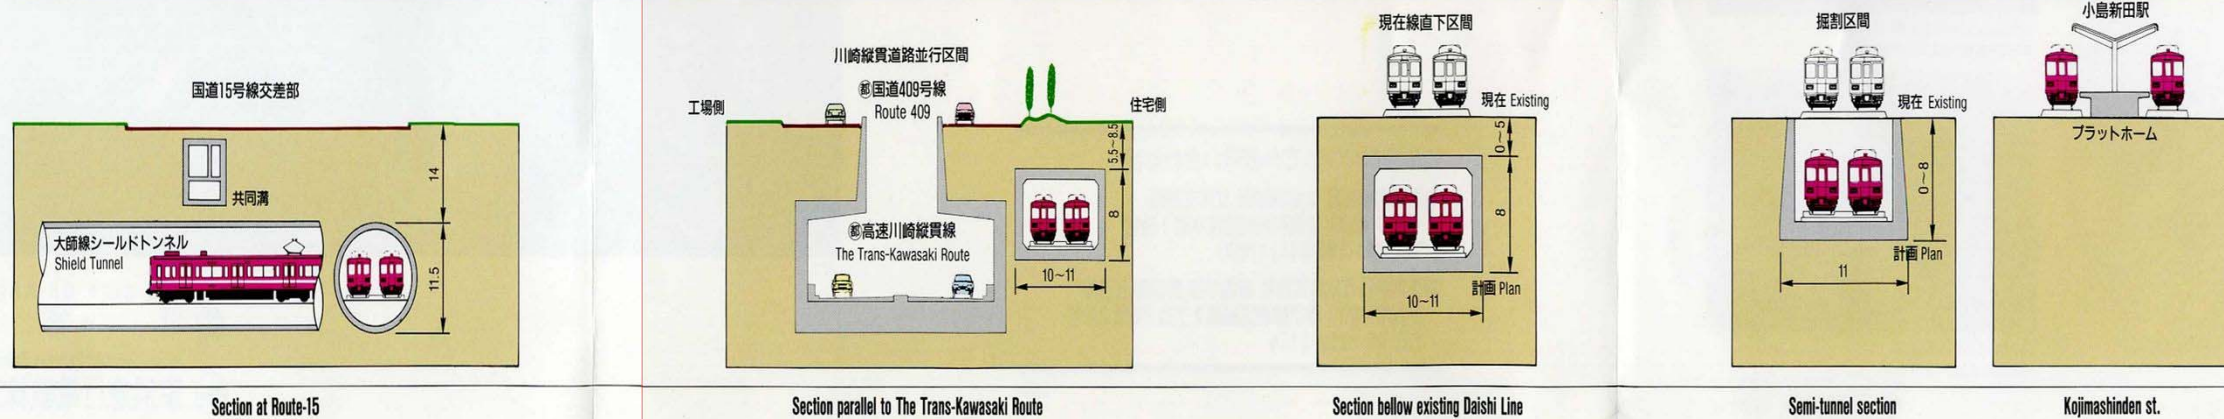 国道15号線交差部
14
共同溝
大師線シールドトンネル
Shield Tunnel
11.5
Section at Route-15
川崎縦貫道路並行区間
都国道409号線
Route 409
工場側
住宅側
5.5~8.5
8
都高速川崎縦貫線
The Trans-Kawasaki Route
10~11
Section parallel to The Trans-Kawasaki Route
現在線直下区間
現在 Existing
0~5
8
計画 Plan
10~11
Section bellow existing Daishi Line
掘割区間
現在 Existing
0~8
計画 Plan
11
Semi-tunnel section
小島新田駅
プラットホーム
Kojimashinden st.